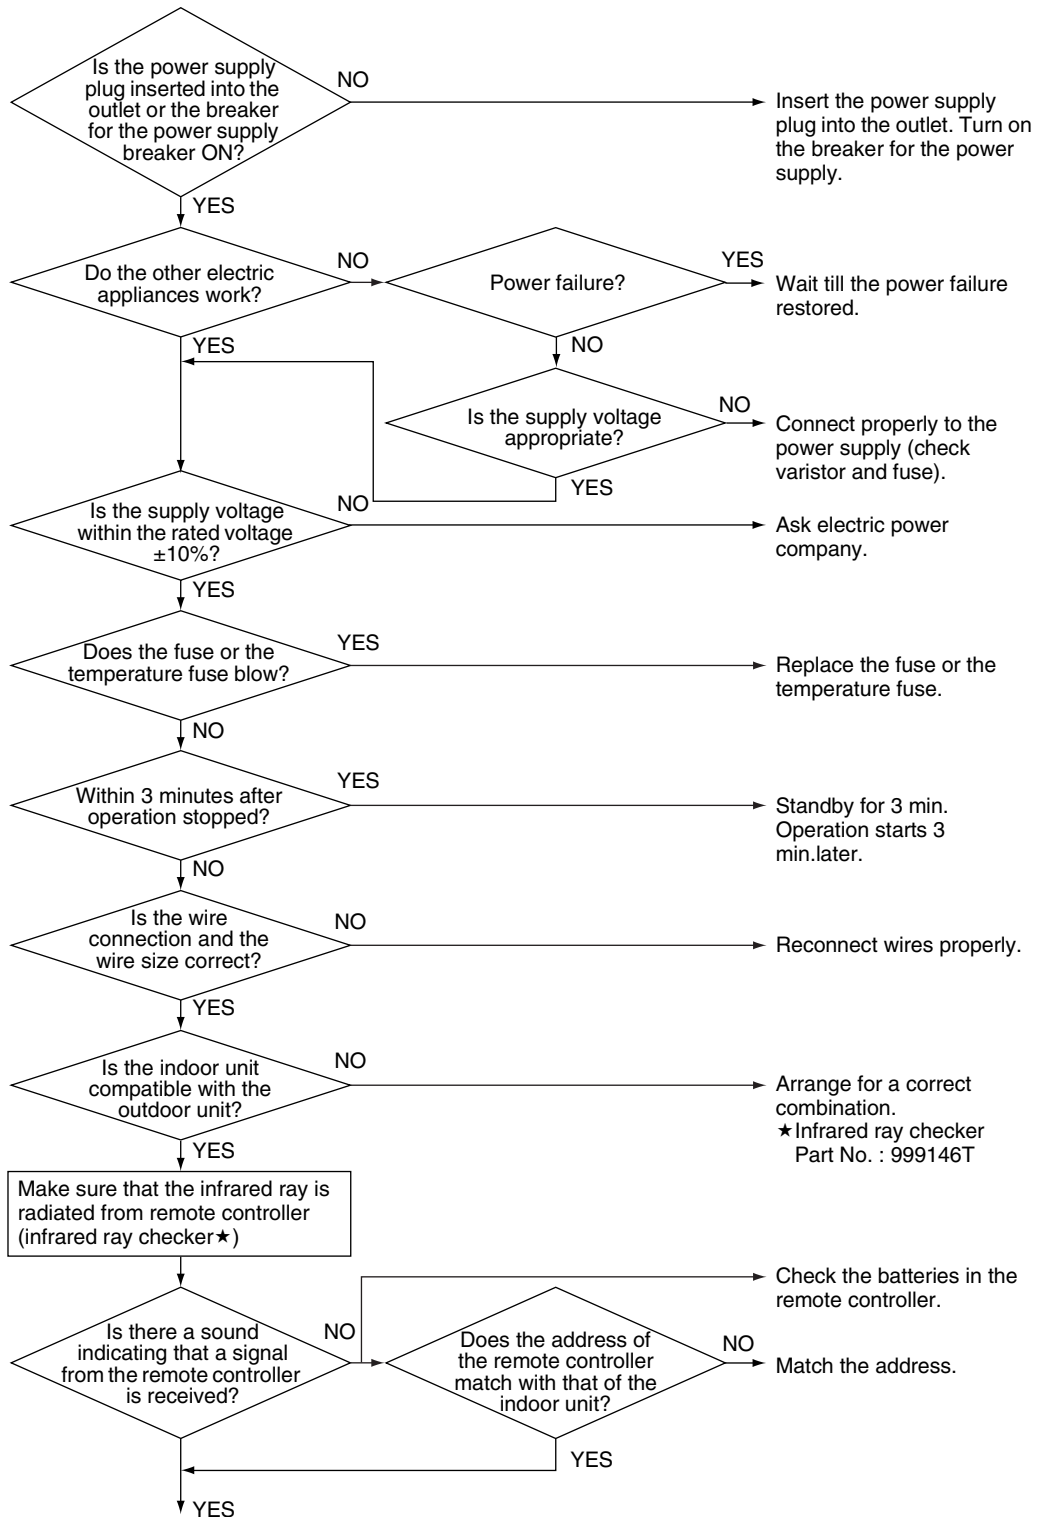 Is the power supply
plug inserted into the
outlet or the breaker
for the power supply
breaker ON?
NO
Insert the power supply
plug into the outlet. Turn on
the breaker for the power
supply.
YES
Do the other electric
appliances work?
NO
Power failure?
YES
Wait till the power failure
restored.
YES
NO
Is the supply voltage
appropriate?
NO
Connect properly to the
power supply (check
varistor and fuse).
YES
Is the supply voltage
within the rated voltage
±10%?
NO
Ask electric power
company.
YES
Does the fuse or the
temperature fuse blow?
YES
Replace the fuse or the
temperature fuse.
NO
Within 3 minutes after
operation stopped?
YES
Standby for 3 min.
Operation starts 3
min.later.
NO
Is the wire
connection and the
wire size correct?
NO
Reconnect wires properly.
YES
Is the indoor unit
compatible with the
outdoor unit?
NO
Arrange for a correct
combination.
★Infrared ray checker
Part No. : 999146T
YES
Make sure that the infrared ray is
radiated from remote controller
(infrared ray checker★)
Check the batteries in the
remote controller.
Is there a sound
indicating that a signal
from the remote controller
is received?
NO
Does the address of
the remote controller
match with that of the
indoor unit?
NO
Match the address.
YES
YES